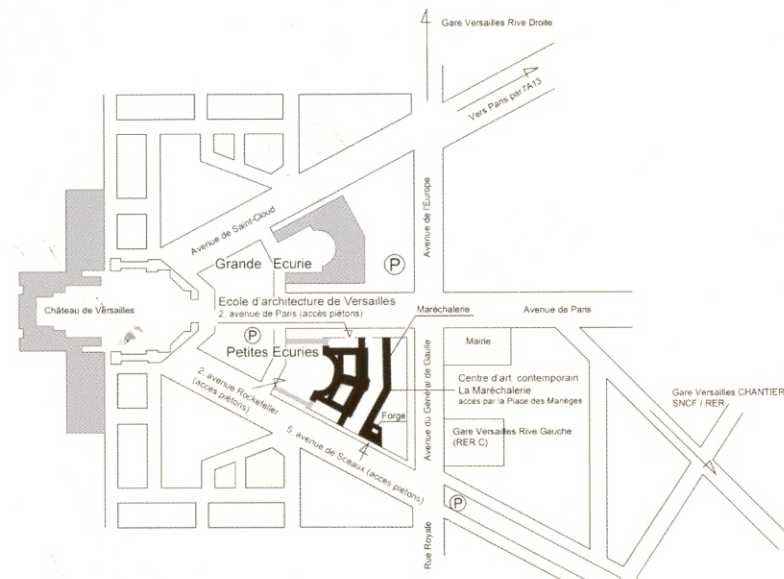 Gare Versailles Rive Droite
Vers Paris par l'A13
Avenue de Saint-Cloud
Avenue de l'Europe
Grande Ecurie
P
Château de Versailles
Ecole d'architecture de Versailles
2, avenue de Paris (accès piétons)
Maréchalerie
Avenue de Paris
P
Petites Ecuries
Mairie
2, avenue Rockefeller
(accès piétons)
Centre d'art contemporain
La Maréchalerie
accès par la Place des Manèges
Avenue du Général de Gaulle
Gare Versailles CHANTIER
SNCF / RER
Forge
Gare Versailles Rive Gauche
(RER C)
5, avenue de Sceaux (accès piétons)
P
Rue Royale